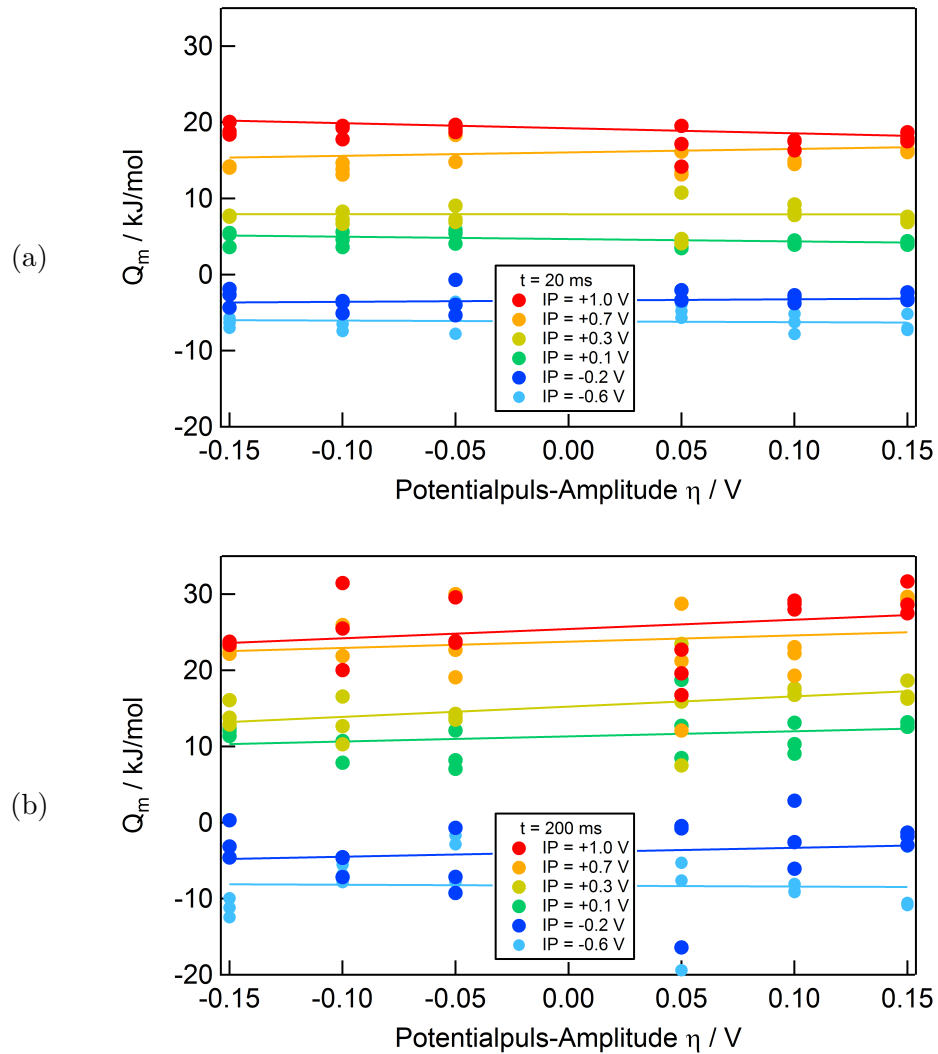 (a)
Qm / kJ/mol
30
20
10
0
-10
-20
t = 20 ms
IP = +1.0 V
IP = +0.7 V
IP = +0.3 V
IP = +0.1 V
IP = -0.2 V
IP = -0.6 V
-0.15 -0.10 -0.05 0.00 0.05 0.10 0.15
Potentialpuls-Amplitude η / V
(b)
Qm / kJ/mol
30
20
10
0
-10
-20
t = 200 ms
IP = +1.0 V
IP = +0.7 V
IP = +0.3 V
IP = +0.1 V
IP = -0.2 V
IP = -0.6 V
-0.15 -0.10 -0.05 0.00 0.05 0.10 0.15
Potentialpuls-Amplitude η / V